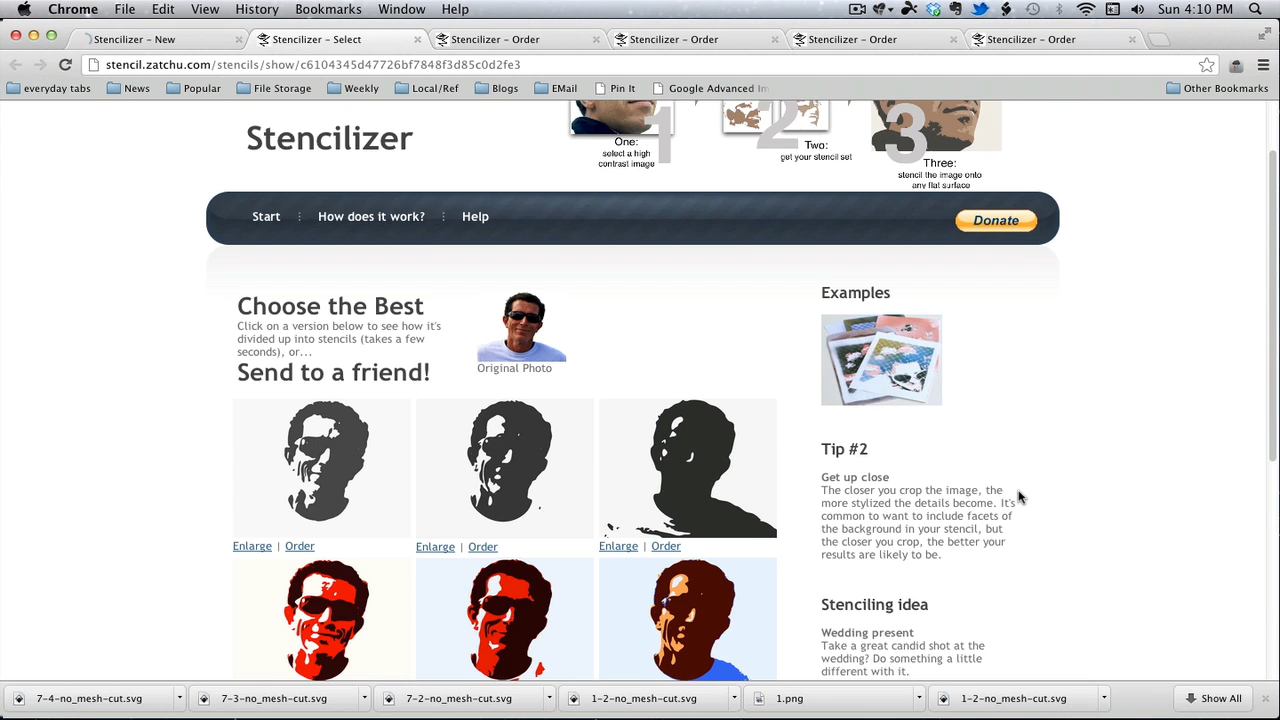 Chrome File Edit View History Bookmarks Window Help Sun 4:10 PM
Stencilizer – New Stencilizer – Select Stencilizer – Order Stencilizer – Order Stencilizer – Order Stencilizer – Order
stencil.zatchu.com/stencils/show/c6104345d47726bf7848f3d85c0d2fe3
everyday tabs News Popular File Storage Weekly Local/Ref Blogs EMail Pin It Google Advanced Im Other Bookmarks
Stencilizer
1
One:
select a high
contrast image
2
Two:
get your stencil set
3
Three:
stencil the image onto
any flat surface
Start How does it work? Help Donate
Choose the Best
Click on a version below to see how it's
divided up into stencils (takes a few
seconds), or...
Send to a friend!
Original Photo
Enlarge | Order Enlarge | Order Enlarge | Order
Examples
Tip #2
Get up close
The closer you crop the image, the
more stylized the details become. It's
common to want to include facets of
the background in your stencil, but
the closer you crop, the better your
results are likely to be.
Stenciling idea
Wedding present
Take a great candid shot at the
wedding? Do something a little
different with it.
7-4-no_mesh-cut.svg 7-3-no_mesh-cut.svg 7-2-no_mesh-cut.svg 1-2-no_mesh-cut.svg 1.png 1-2-no_mesh-cut.svg Show All